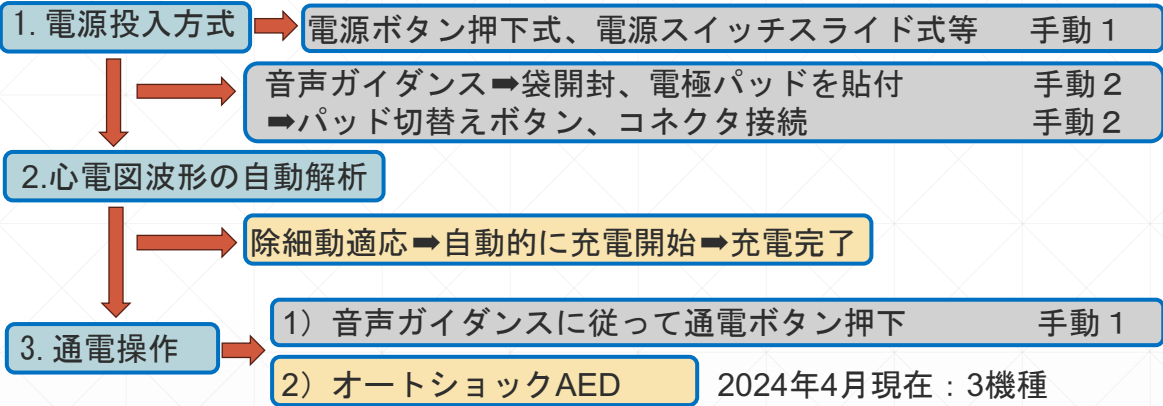 1. 電源投入方式 電源ボタン押下式、電源スイッチスライド式等 手動1
音声ガイダンス➡袋開封、電極パッドを貼付 手動2
➡パッド切替えボタン、コネクタ接続 手動2
2.心電図波形の自動解析
除細動適応➡自動的に充電開始➡充電完了
3. 通電操作
1）音声ガイダンスに従って通電ボタン押下 手動1
2）オートショックAED 2024年4月現在：3機種